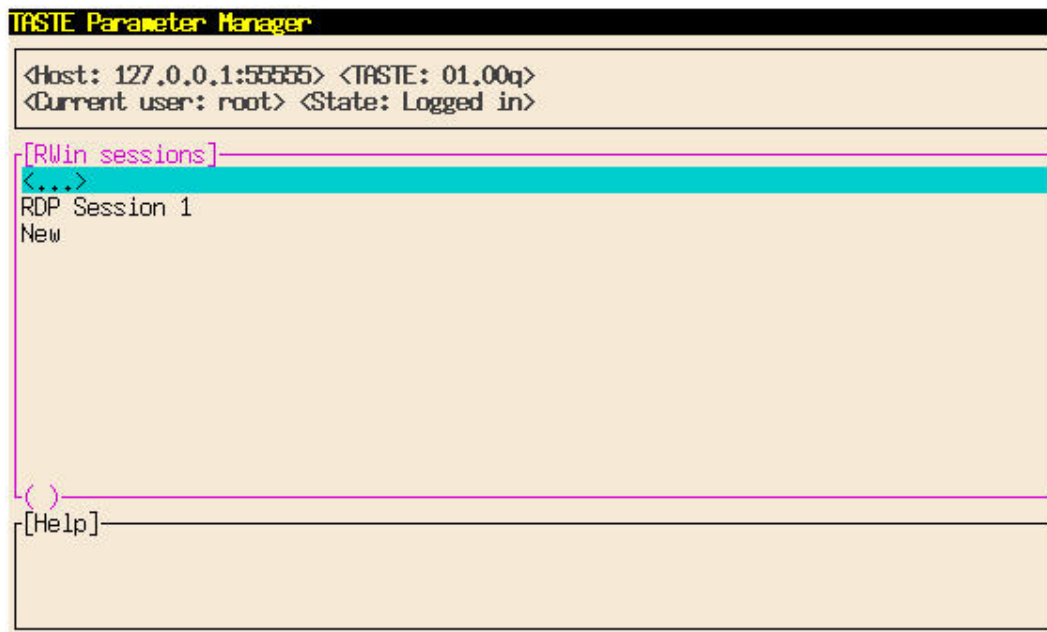 TASTE Parameter Manager
<Host: 127.0.0.1:55555> <TASTE: 01.00q>
<Current user: root> <State: Logged in>
[RWin sessions]
<...>
RDP Session 1
New
( )
[Help]